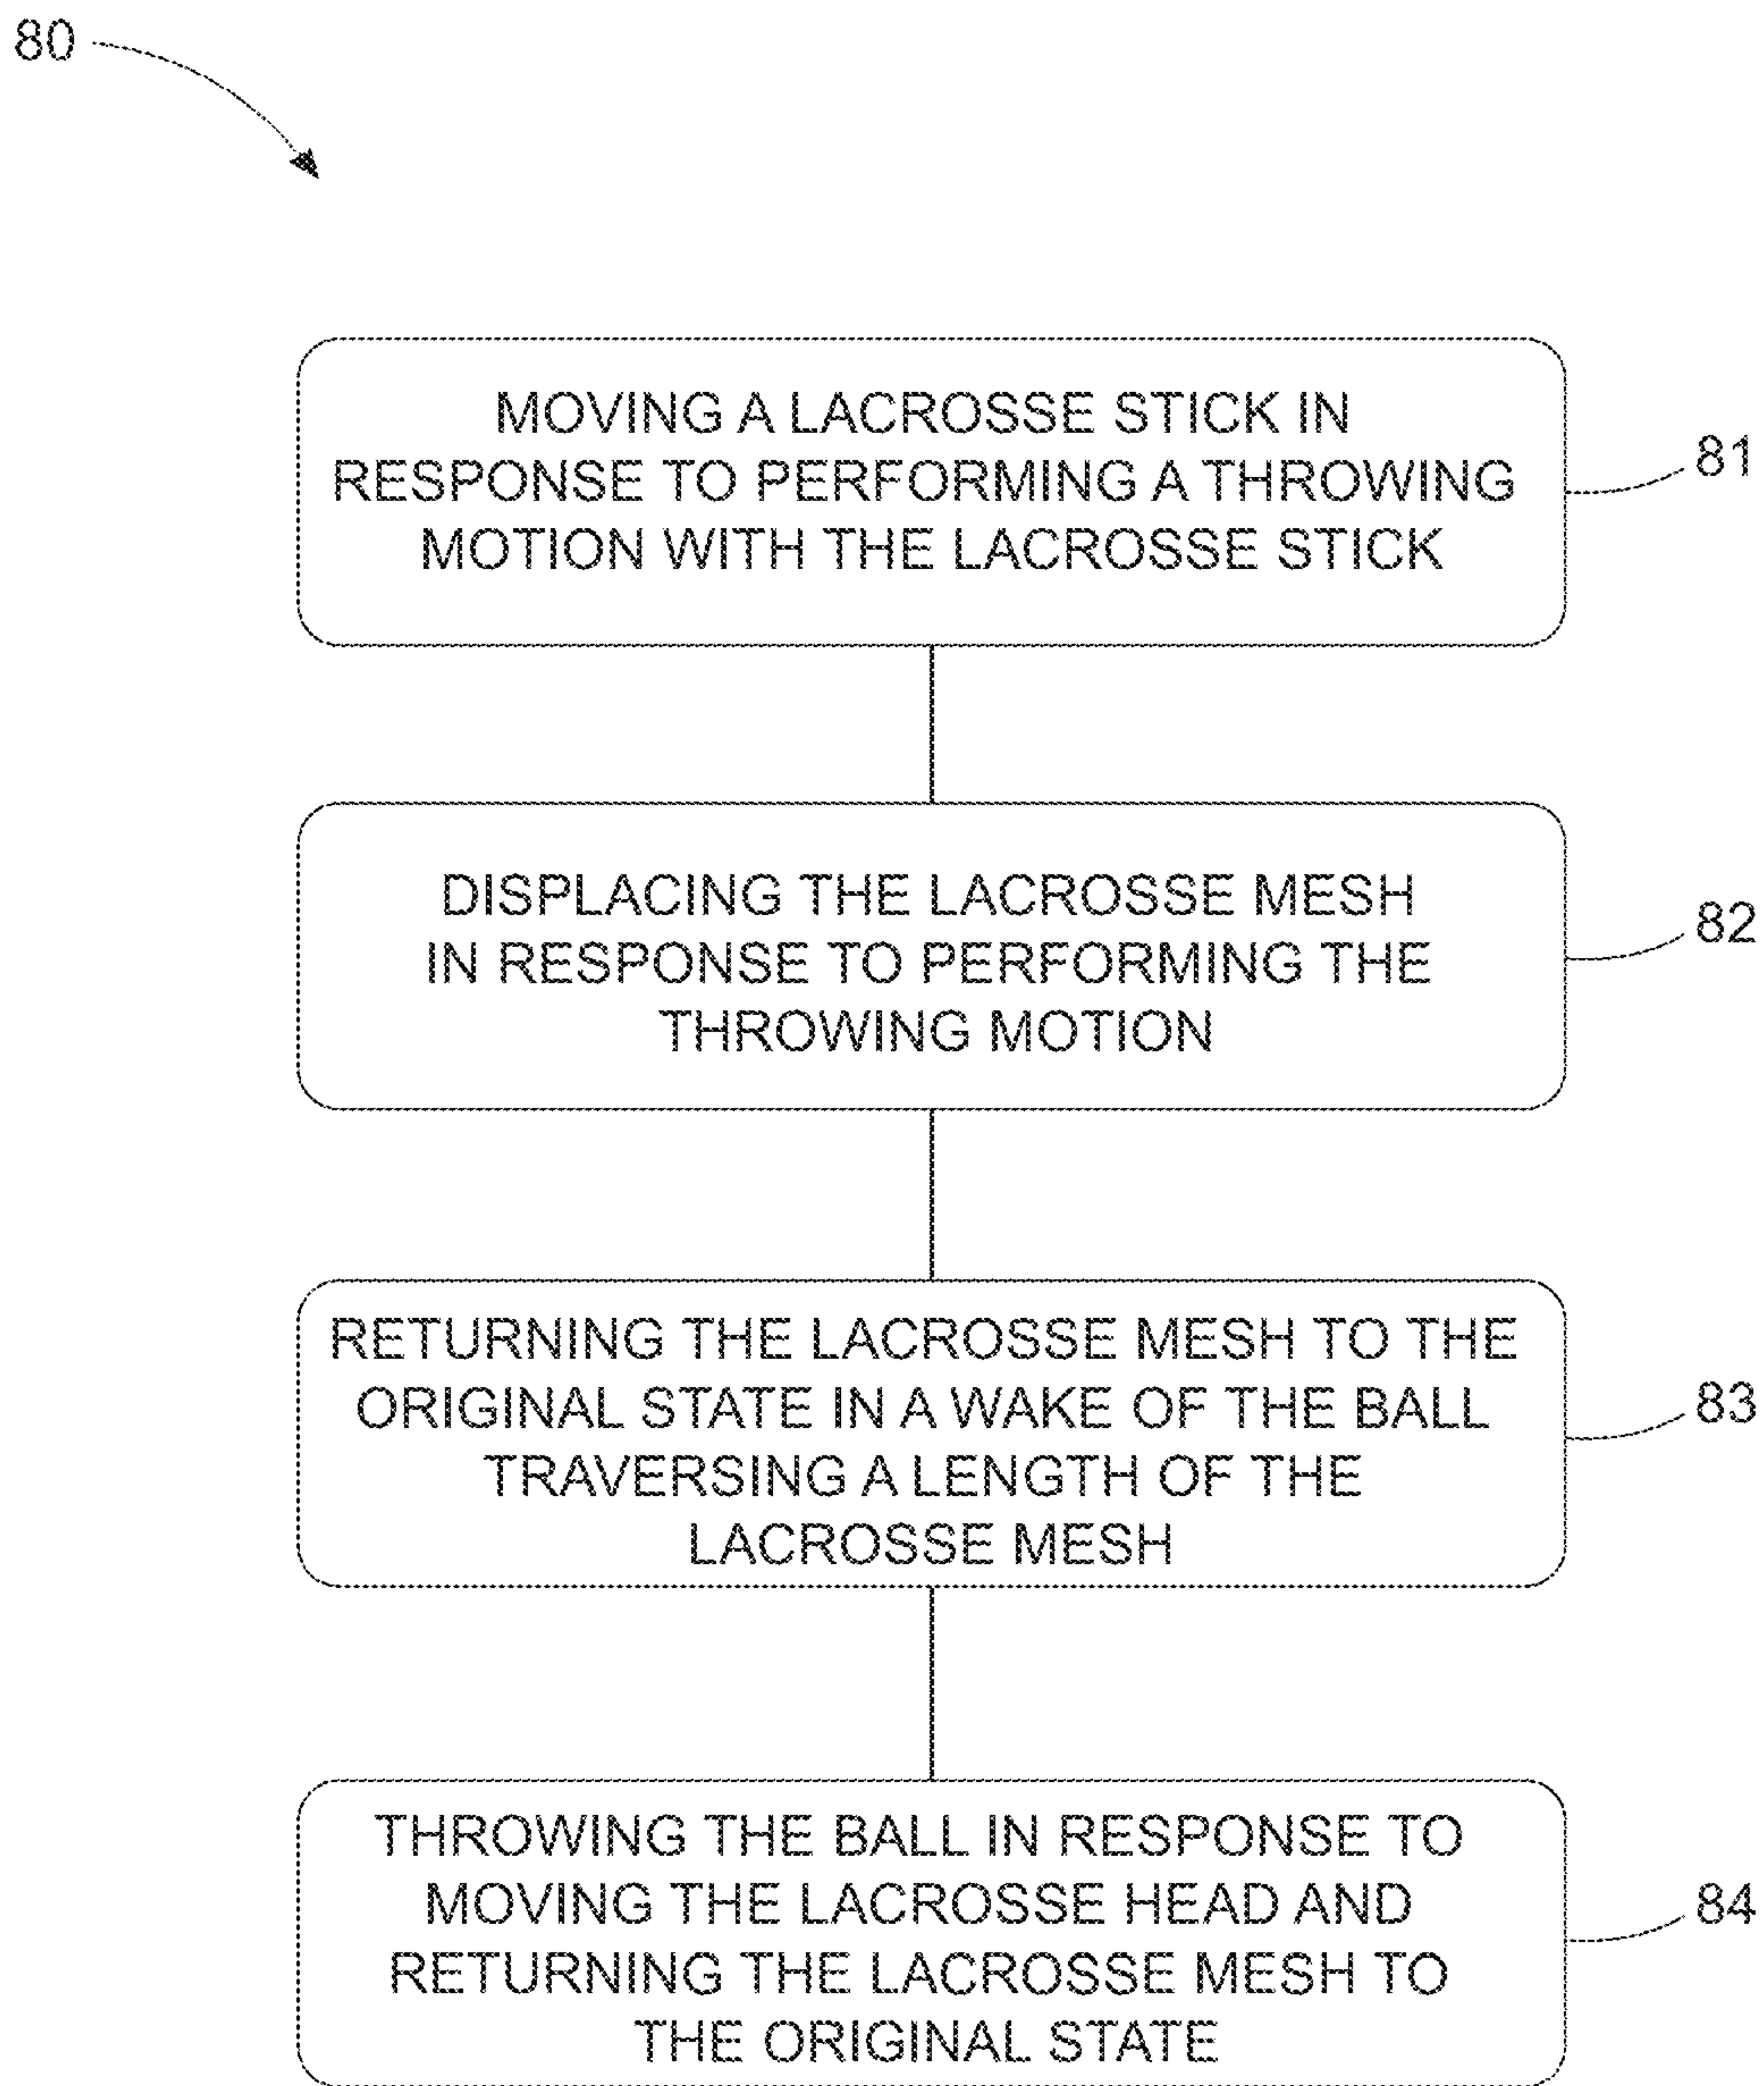 80
MOVING A LACROSSE STICK IN
RESPONSE TO PERFORMING A THROWING
MOTION WITH THE LACROSSE STICK
81
DISPLACING THE LACROSSE MESH
IN RESPONSE TO PERFORMING THE
THROWING MOTION
82
RETURNING THE LACROSSE MESH TO THE
ORIGINAL STATE IN A WAKE OF THE BALL
TRAVERSING A LENGTH OF THE
LACROSSE MESH
83
THROWING THE BALL IN RESPONSE TO
MOVING THE LACROSSE HEAD AND
RETURNING THE LACROSSE MESH TO
THE ORIGINAL STATE
84